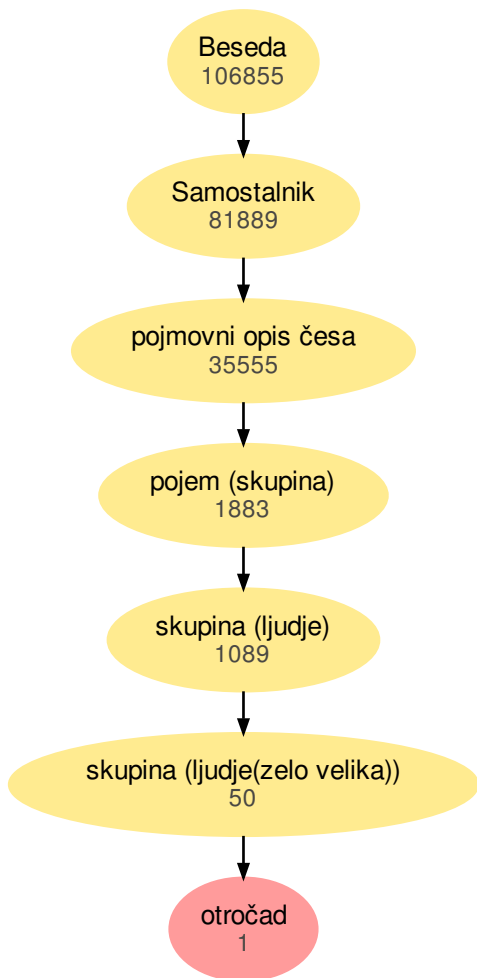 Beseda
106855
Samostalnik
81889
pojmovni opis česa
35555
pojem (skupina)
1883
skupina (ljudje)
1089
skupina (ljudje(zelo velika))
50
otročad
1